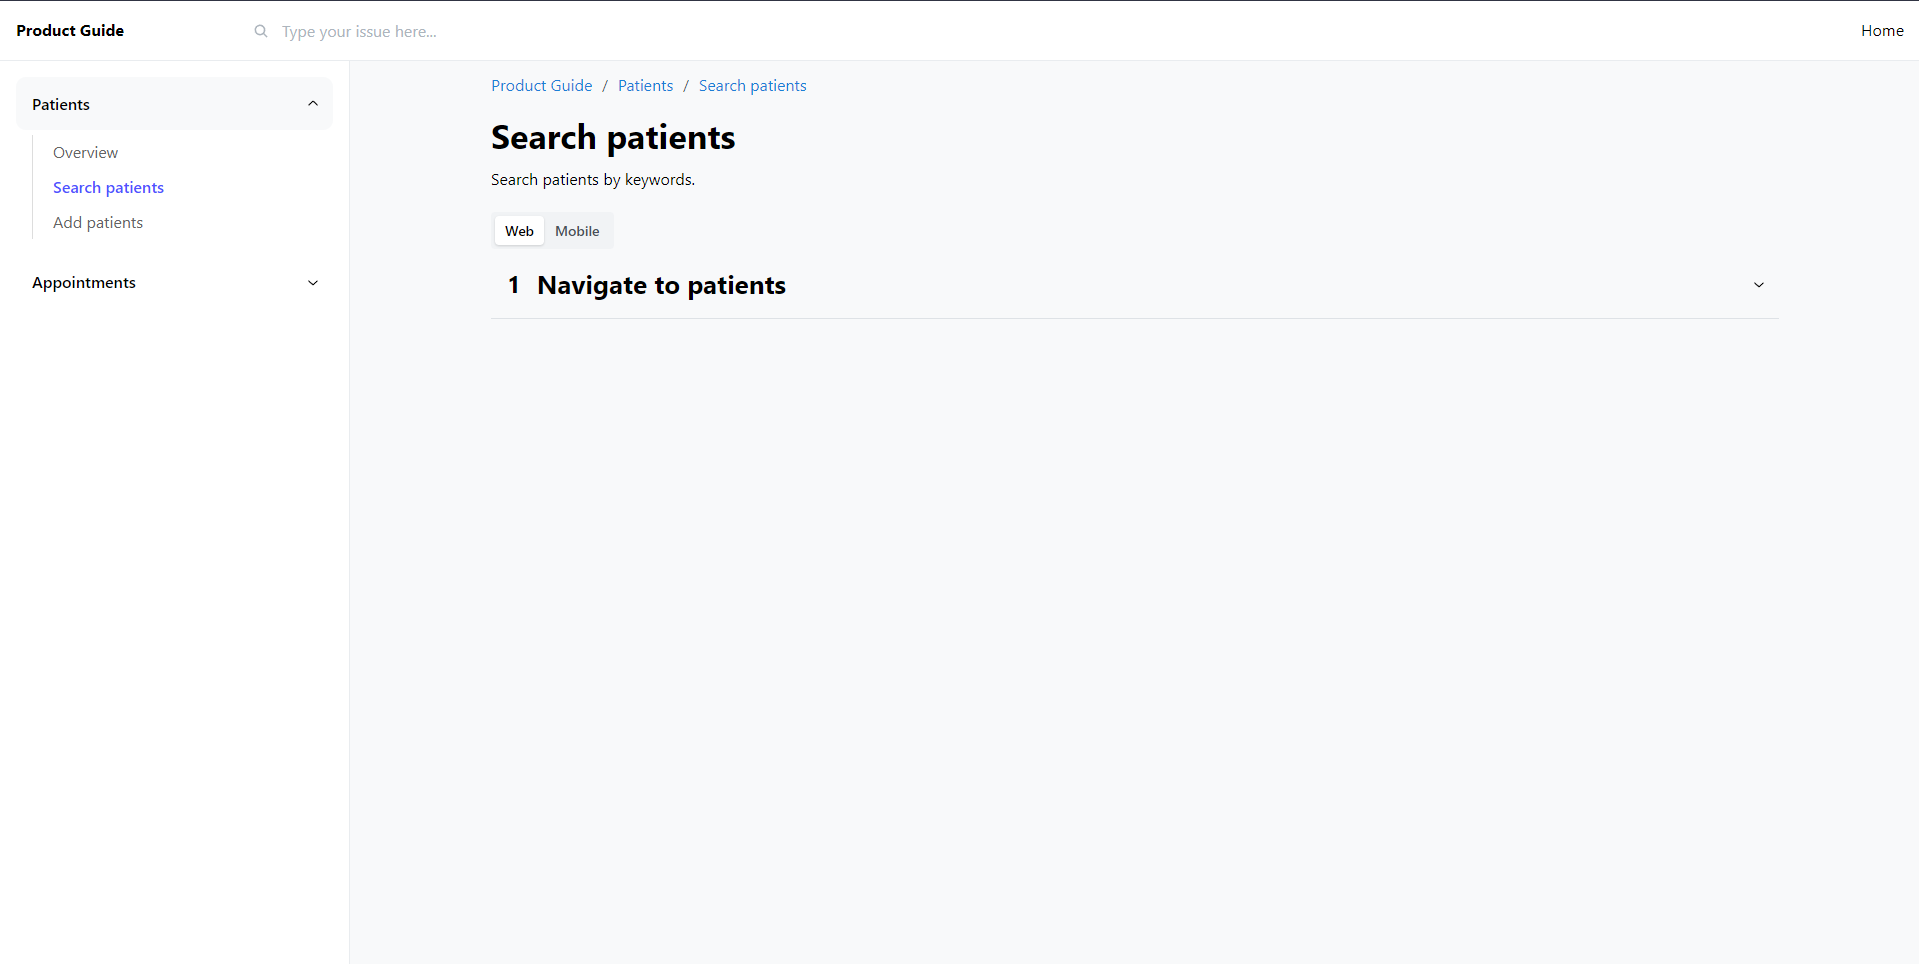 Product Guide
Type your issue here...
Home
Patients
Overview
Search patients
Add patients
Appointments
Product Guide / Patients / Search patients
Search patients
Search patients by keywords.
Web Mobile
1 Navigate to patients